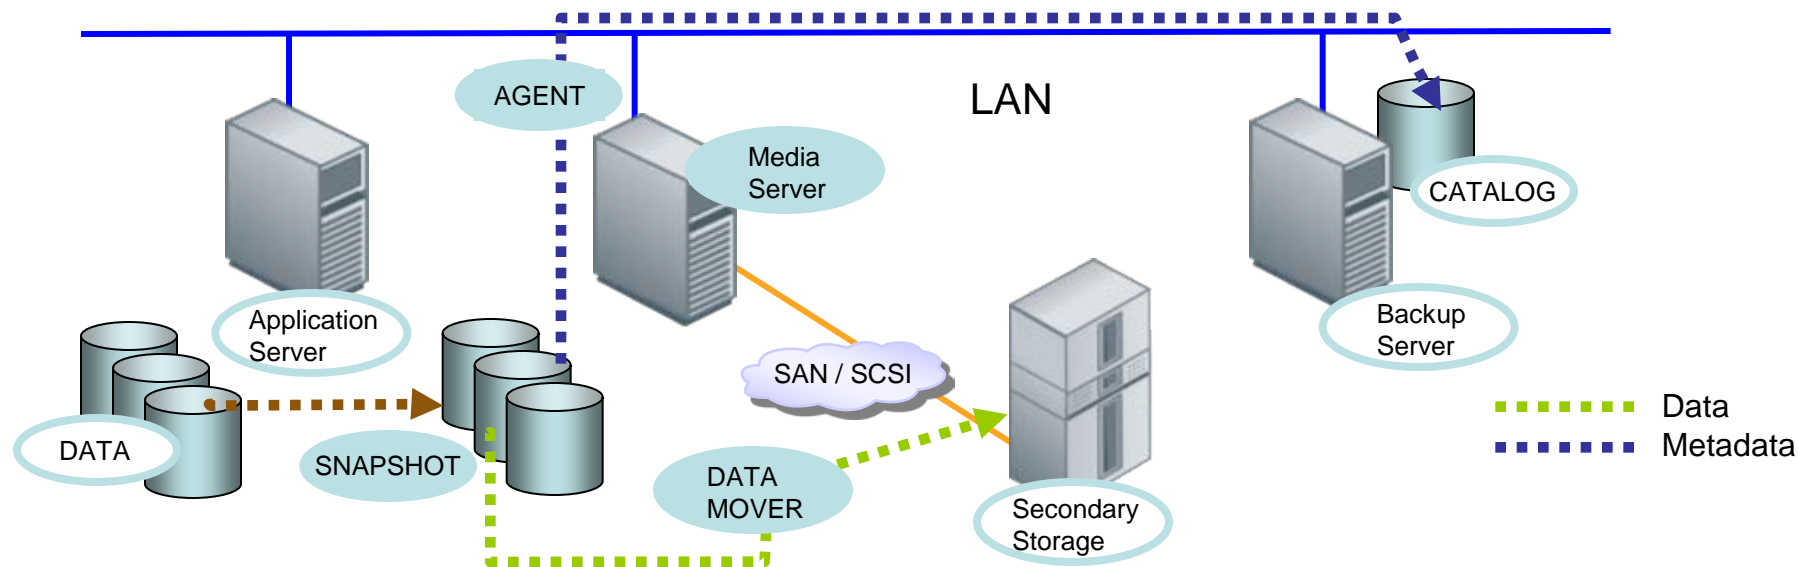 AGENT
LAN
Media
Server
CATALOG
Application
Server
Backup
Server
SAN / SCSI
DATA
SNAPSHOT
DATA
MOVER
Secondary
Storage
Data
Metadata